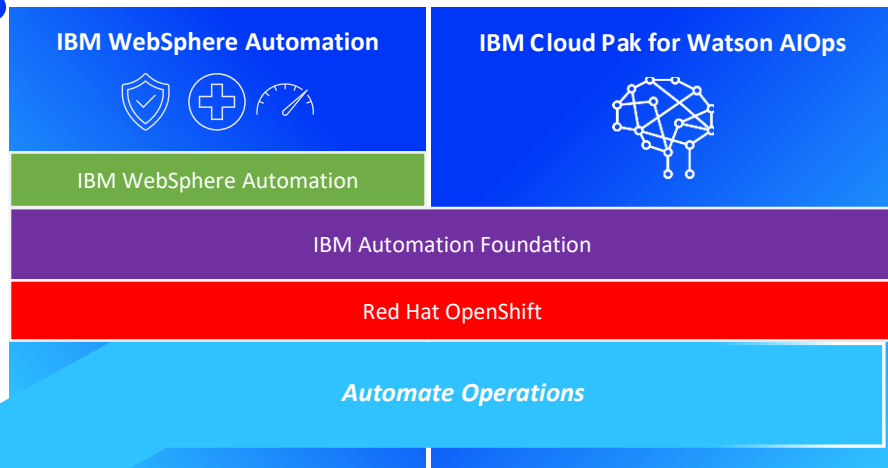 IBM WebSphere Automation
IBM Cloud Pak for Watson AIOps
IBM WebSphere Automation
IBM Automation Foundation
Red Hat OpenShift
Automate Operations